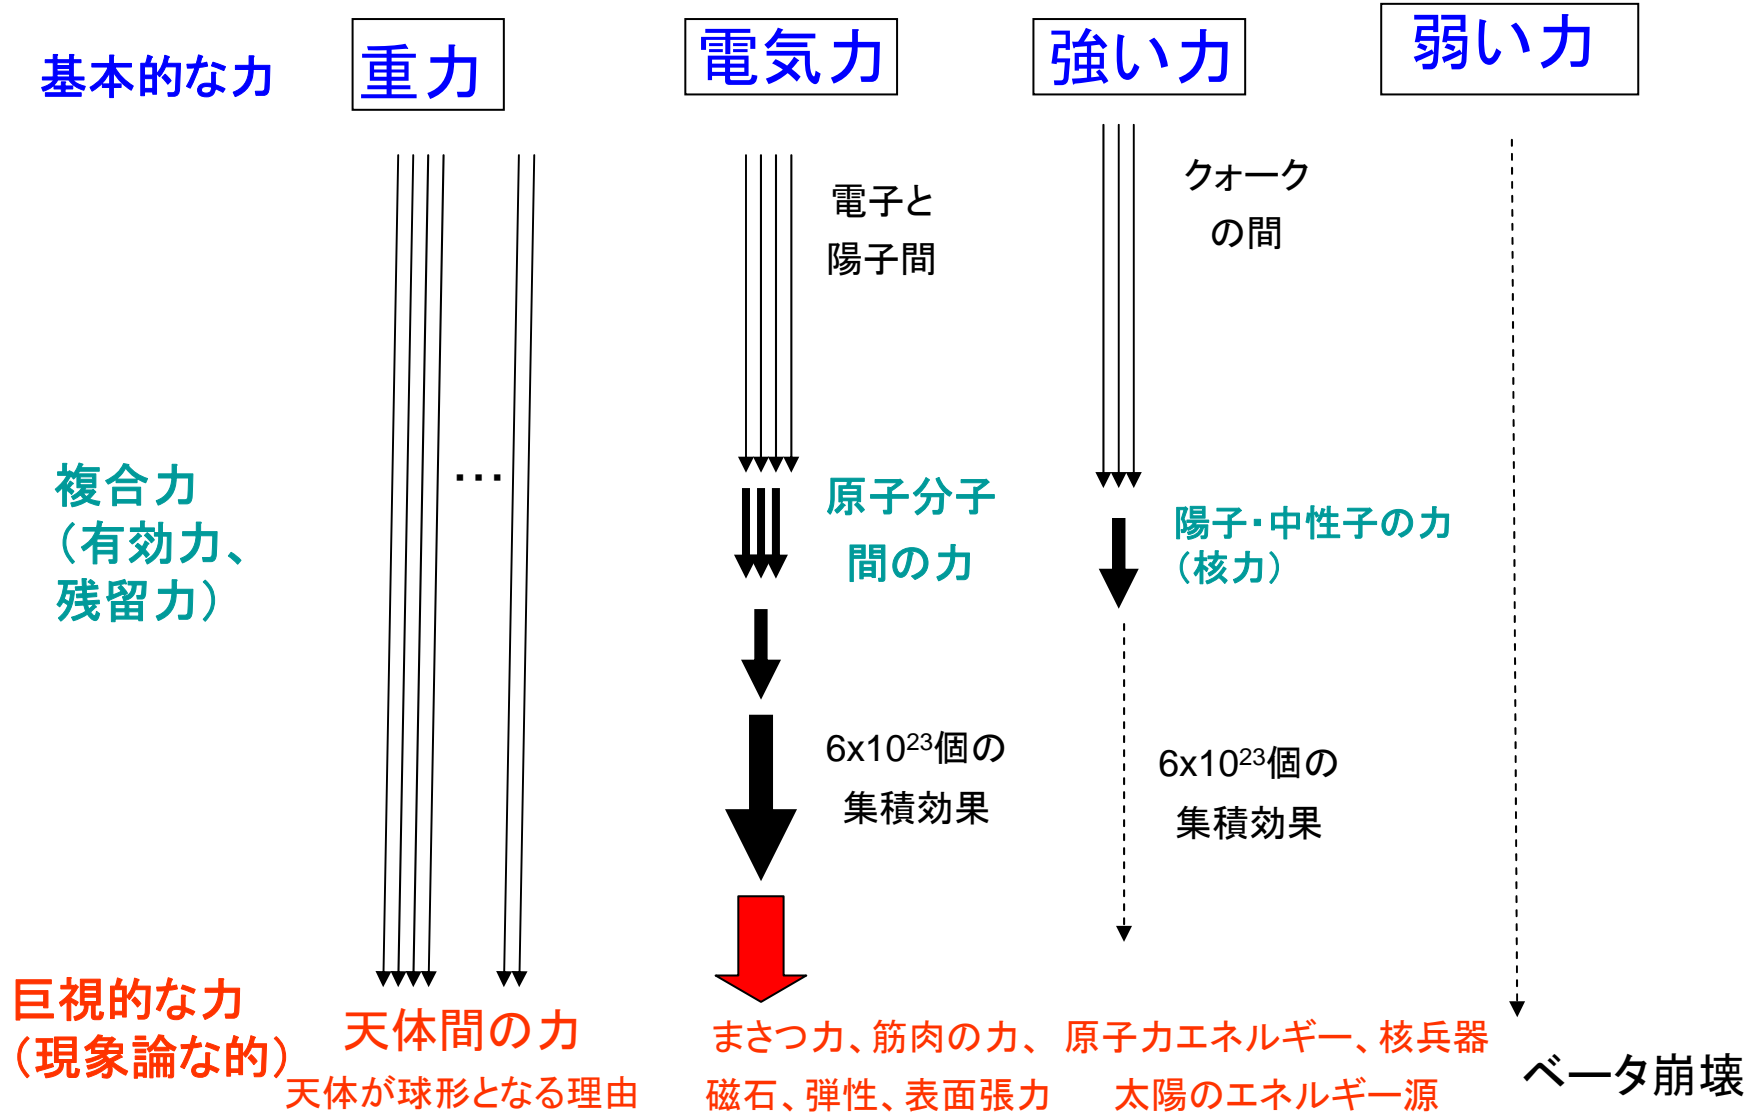 基本的な力
重力
電気力
強い力
弱い力
電子と
陽子間
クォーク
の間
複合力
（有効力、
残留力）
…
原子分子
間の力
陽子・中性子の力
（核力）
6x10²³個の
集積効果
6x10²³個の
集積効果
巨視的な力
（現象論な的）
天体間の力
天体が球形となる理由
まさつ力、筋肉の力、
磁石、弾性、表面張力
原子力エネルギー、核兵器
太陽のエネルギー源
ベータ崩壊